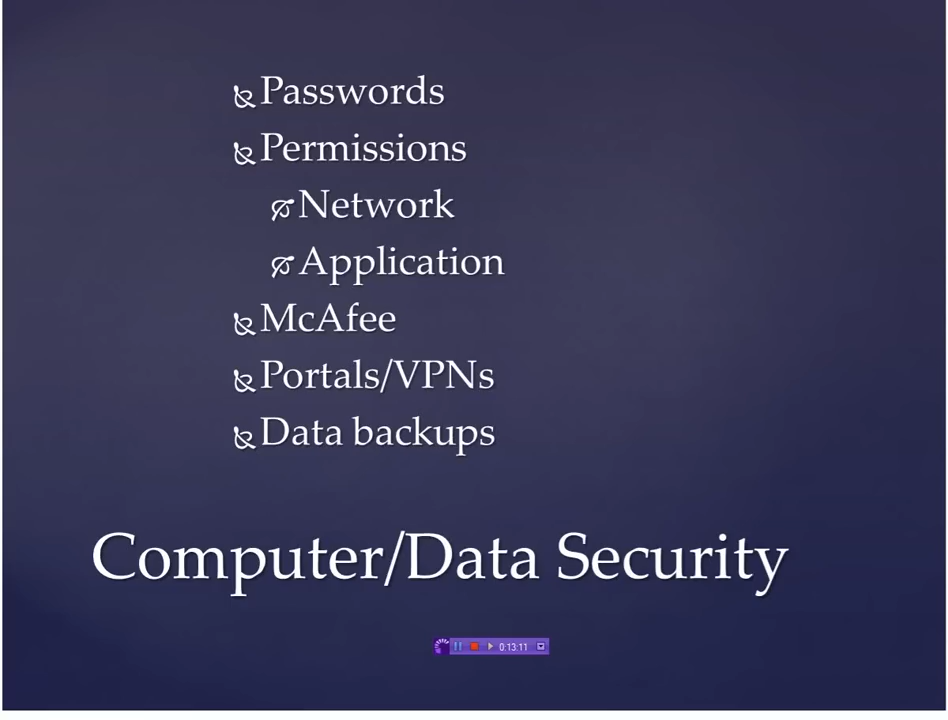 Passwords
Permissions
Network
Application
McAfee
Portals/VPNs
Data backups
Computer/Data Security
0:13:11